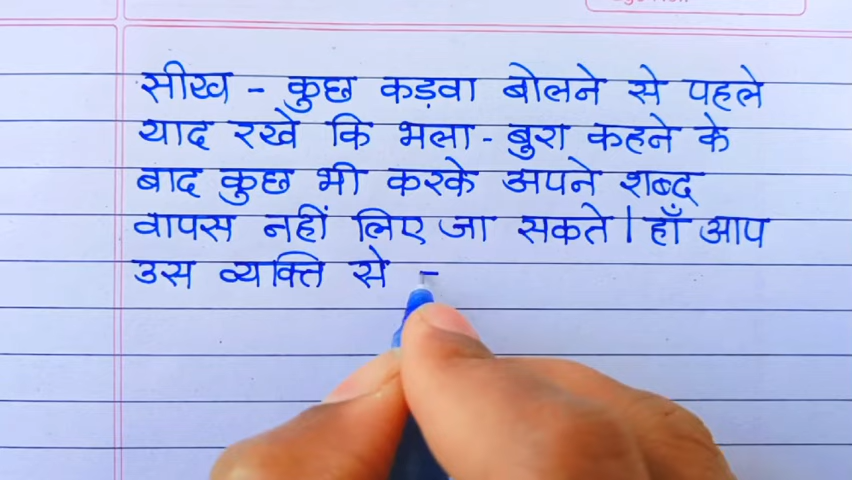 सीख - कुछ कड़वा बोलने से पहले
याद रखे कि भला - बुरा कहने के
बाद कुछ भी करके अपने शब्द
वापस नहीं लिए जा सकते। हाँ आप
उस व्यक्ति से